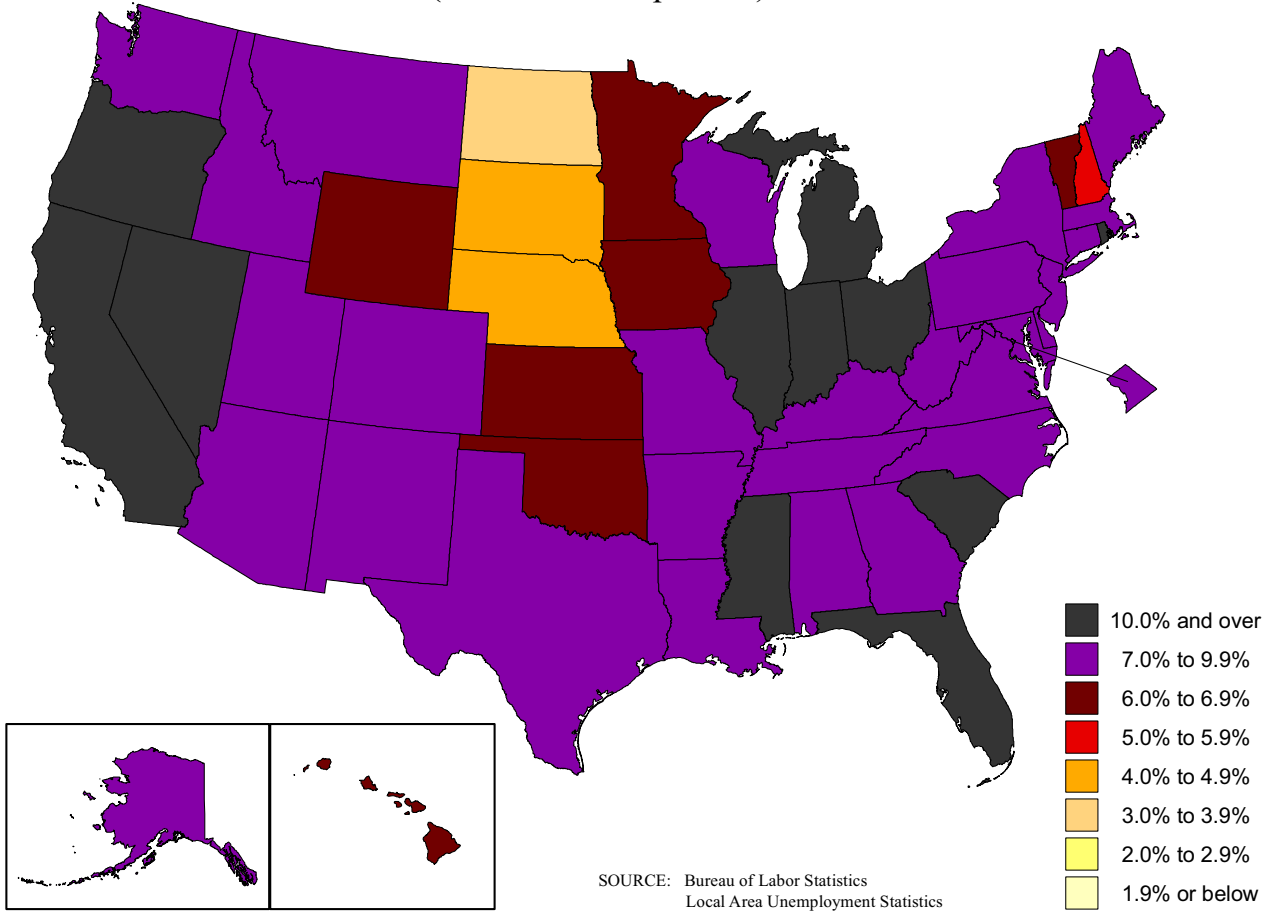 10.0% and over
7.0% to 9.9%
6.0% to 6.9%
5.0% to 5.9%
4.0% to 4.9%
3.0% to 3.9%
2.0% to 2.9%
1.9% or below
SOURCE: Bureau of Labor Statistics
Local Area Unemployment Statistics